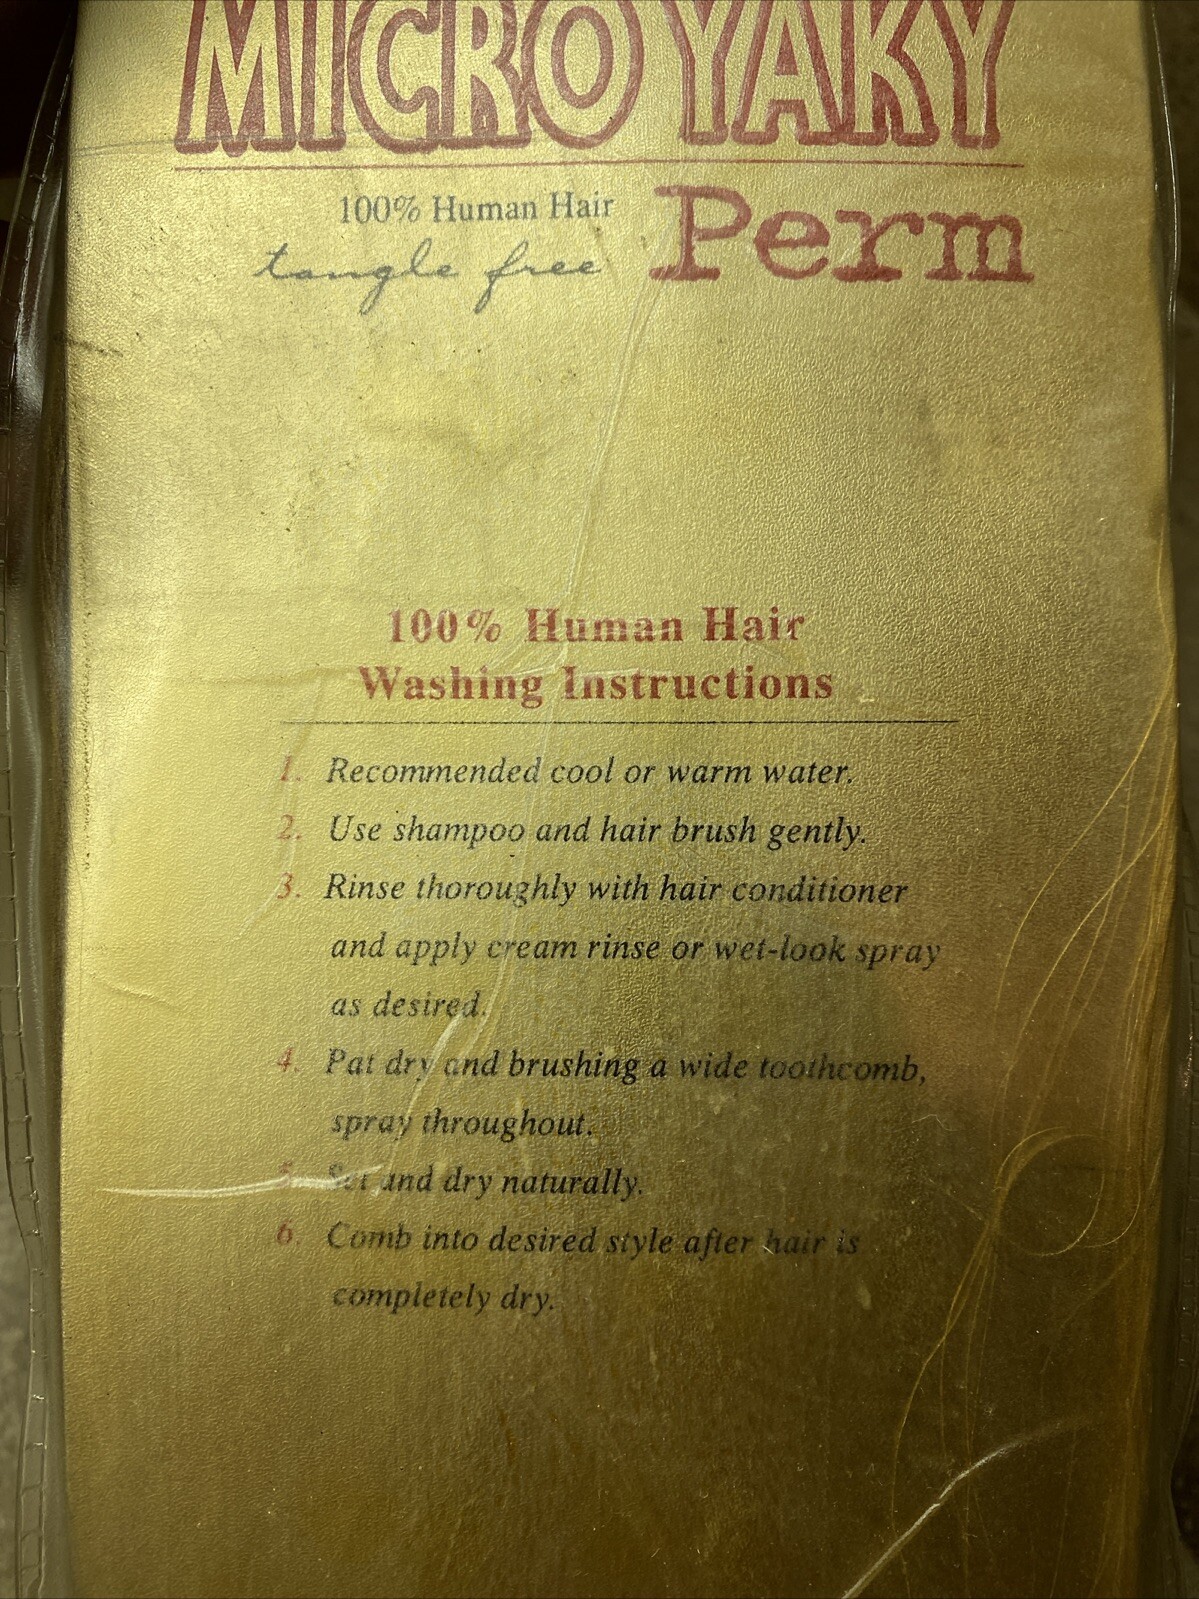 MICRO YAKY
100% Human Hair
tangle free
Perm
100% Human Hair
Washing Instructions
1. Recommended cool or warm water.
2. Use shampoo and hair brush gently.
3. Rinse thoroughly with hair conditioner
and apply cream rinse or wet-look spray
as desired.
4. Pat dry and brushing a wide toothcomb,
spray throughout.
5. Set and dry naturally.
6. Comb into desired style after hair is
completely dry.